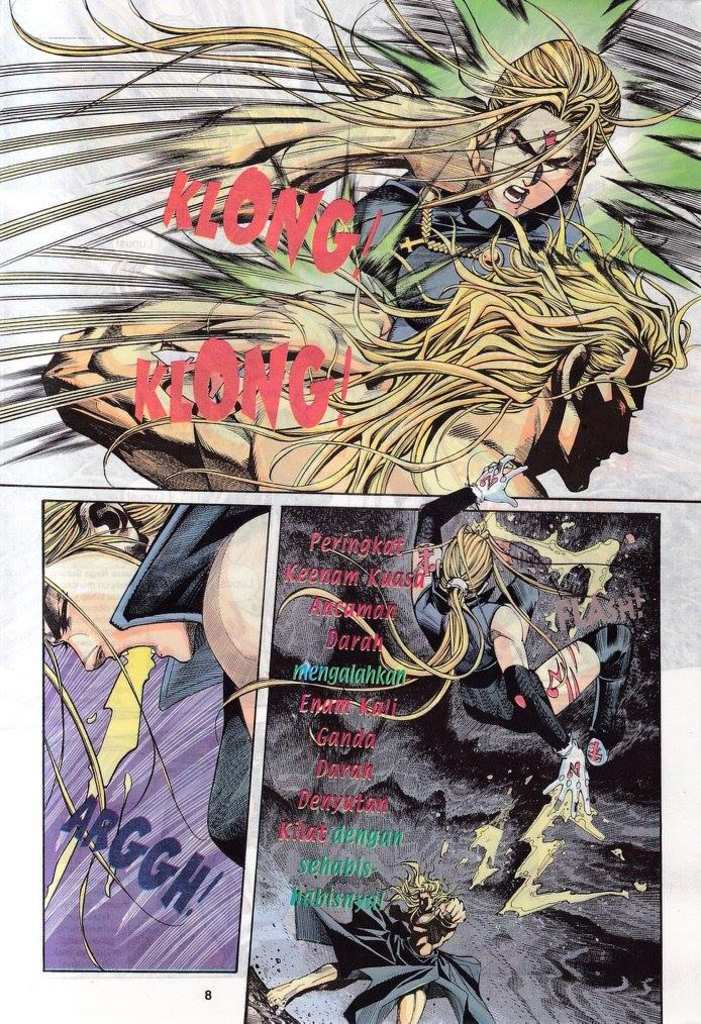 KLONG!
KLONG!
Peringkat
Keenam Kuasa
Ancaman
Darah
mengalahkan
Enam Kali
Ganda
Darah
Denyutan
Kilat dengan
sehabis-
habisnya!
FLASH!
ARGGH!
8